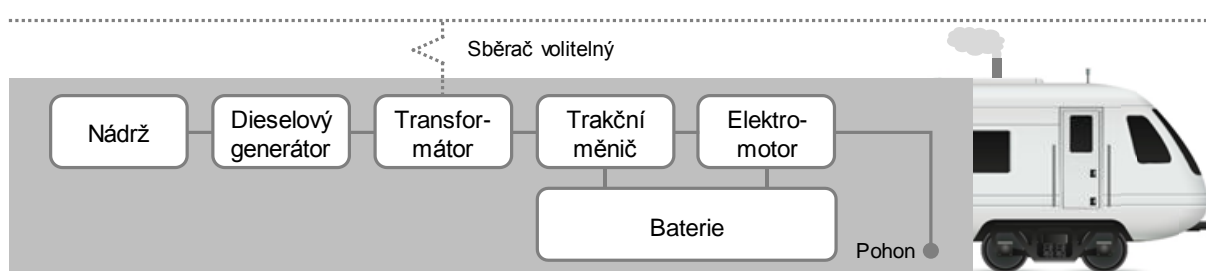 Sběrač volitelný
Nádrž
Dieselový
generátor
Transfor-
mátor
Trakční
měnič
Elektro-
motor
Baterie
Pohon